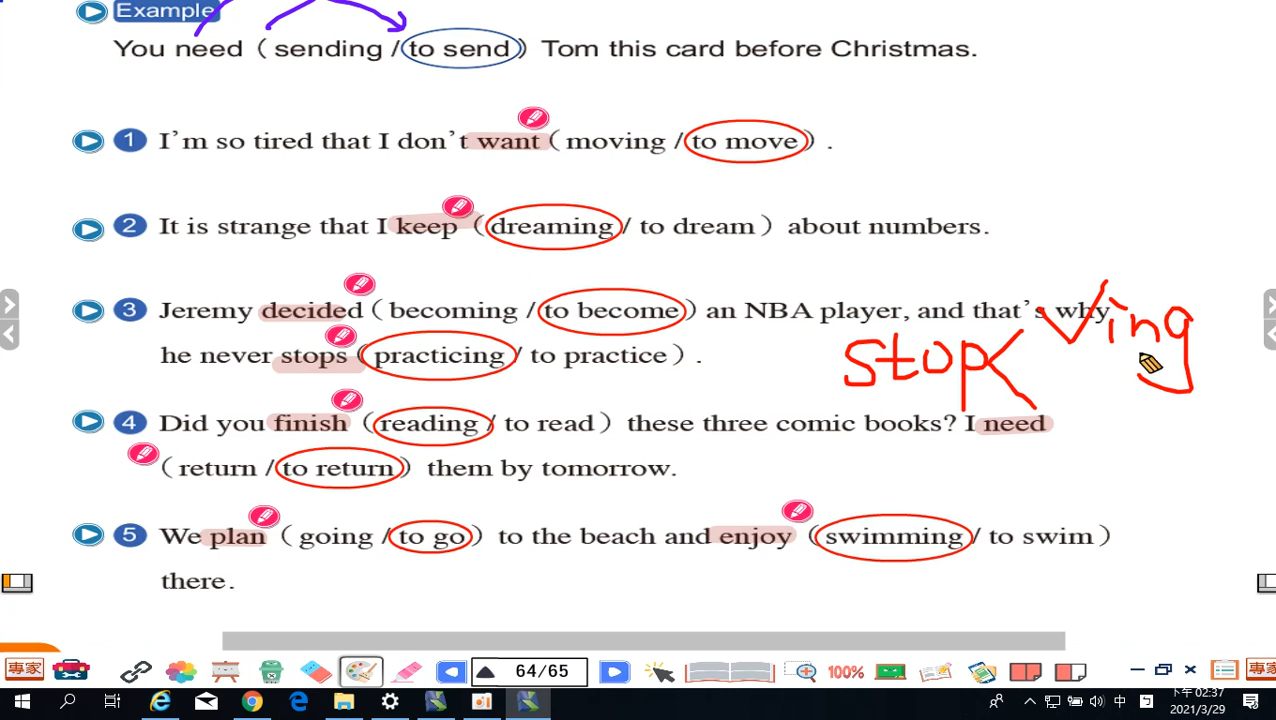 Example
You need ( sending / to send ) Tom this card before Christmas.
1 I'm so tired that I don't want ( moving / to move ) .
2 It is strange that I keep ( dreaming / to dream ) about numbers.
3 Jeremy decided ( becoming / to become ) an NBA player, and that's why
he never stops ( practicing / to practice ) .
stop< Ving
4 Did you finish ( reading / to read ) these three comic books? I need
( return / to return ) them by tomorrow.
5 We plan ( going / to go ) to the beach and enjoy ( swimming / to swim )
there.
專家 64/65 100% 專家
中 下午 02:37
2021/3/29